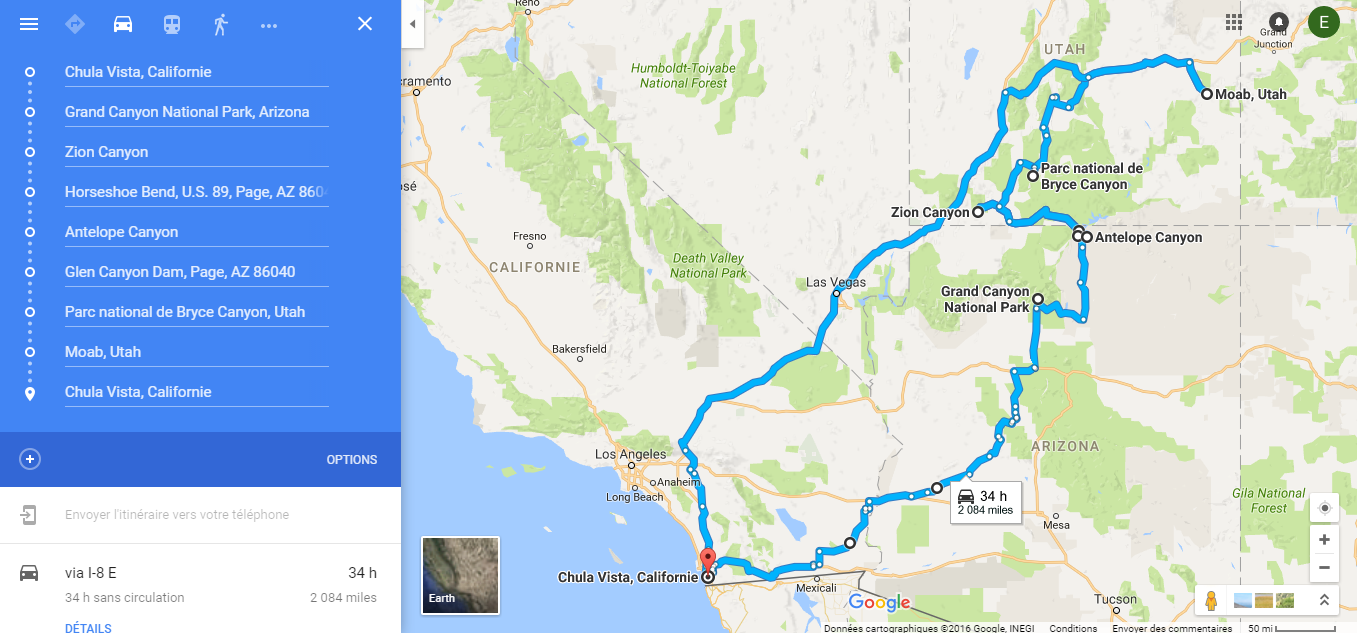 Chula Vista, Californie
Grand Canyon National Park, Arizona
Zion Canyon
Horseshoe Bend, U.S. 89, Page, AZ 860
Antelope Canyon
Glen Canyon Dam, Page, AZ 86040
Parc national de Bryce Canyon, Utah
Moab, Utah
Chula Vista, Californie
OPTIONS
Envoyer l'itinéraire vers votre téléphone
via I-8 E
34 h
34 h sans circulation
2 084 miles
DÉTAILS
Reno
UTAH
Grand
Junction
E
Humboldt-Toiyabe
National Forest
cramento
Moab, Utah
Parc national de
Bryce Canyon
osé
Zion Canyon
Fresno
Antelope Canyon
CALIFORNIE
Death Valley
National Park
Las Vegas
Grand Canyon
National Park
Bakersfield
ARIZONA
Los Angeles
Anaheim
Long Beach
34 h
2 084 miles
Gila National
Forest
Mesa
Chula Vista, Californie
Mexicali
Tucson
Earth
Google
Données cartographiques ©2016 Google, INEGI
Conditions
Envoyer des commentaires
50 mi